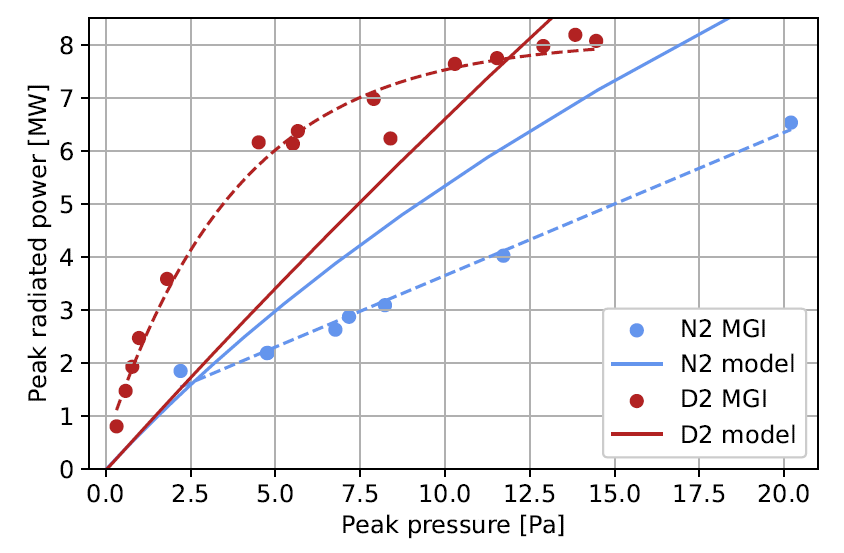 Peak radiated power [MW]
8
7
6
5
4
3
2
1
0
0.0 2.5 5.0 7.5 10.0 12.5 15.0 17.5 20.0
Peak pressure [Pa]
N2 MGI
N2 model
D2 MGI
D2 model